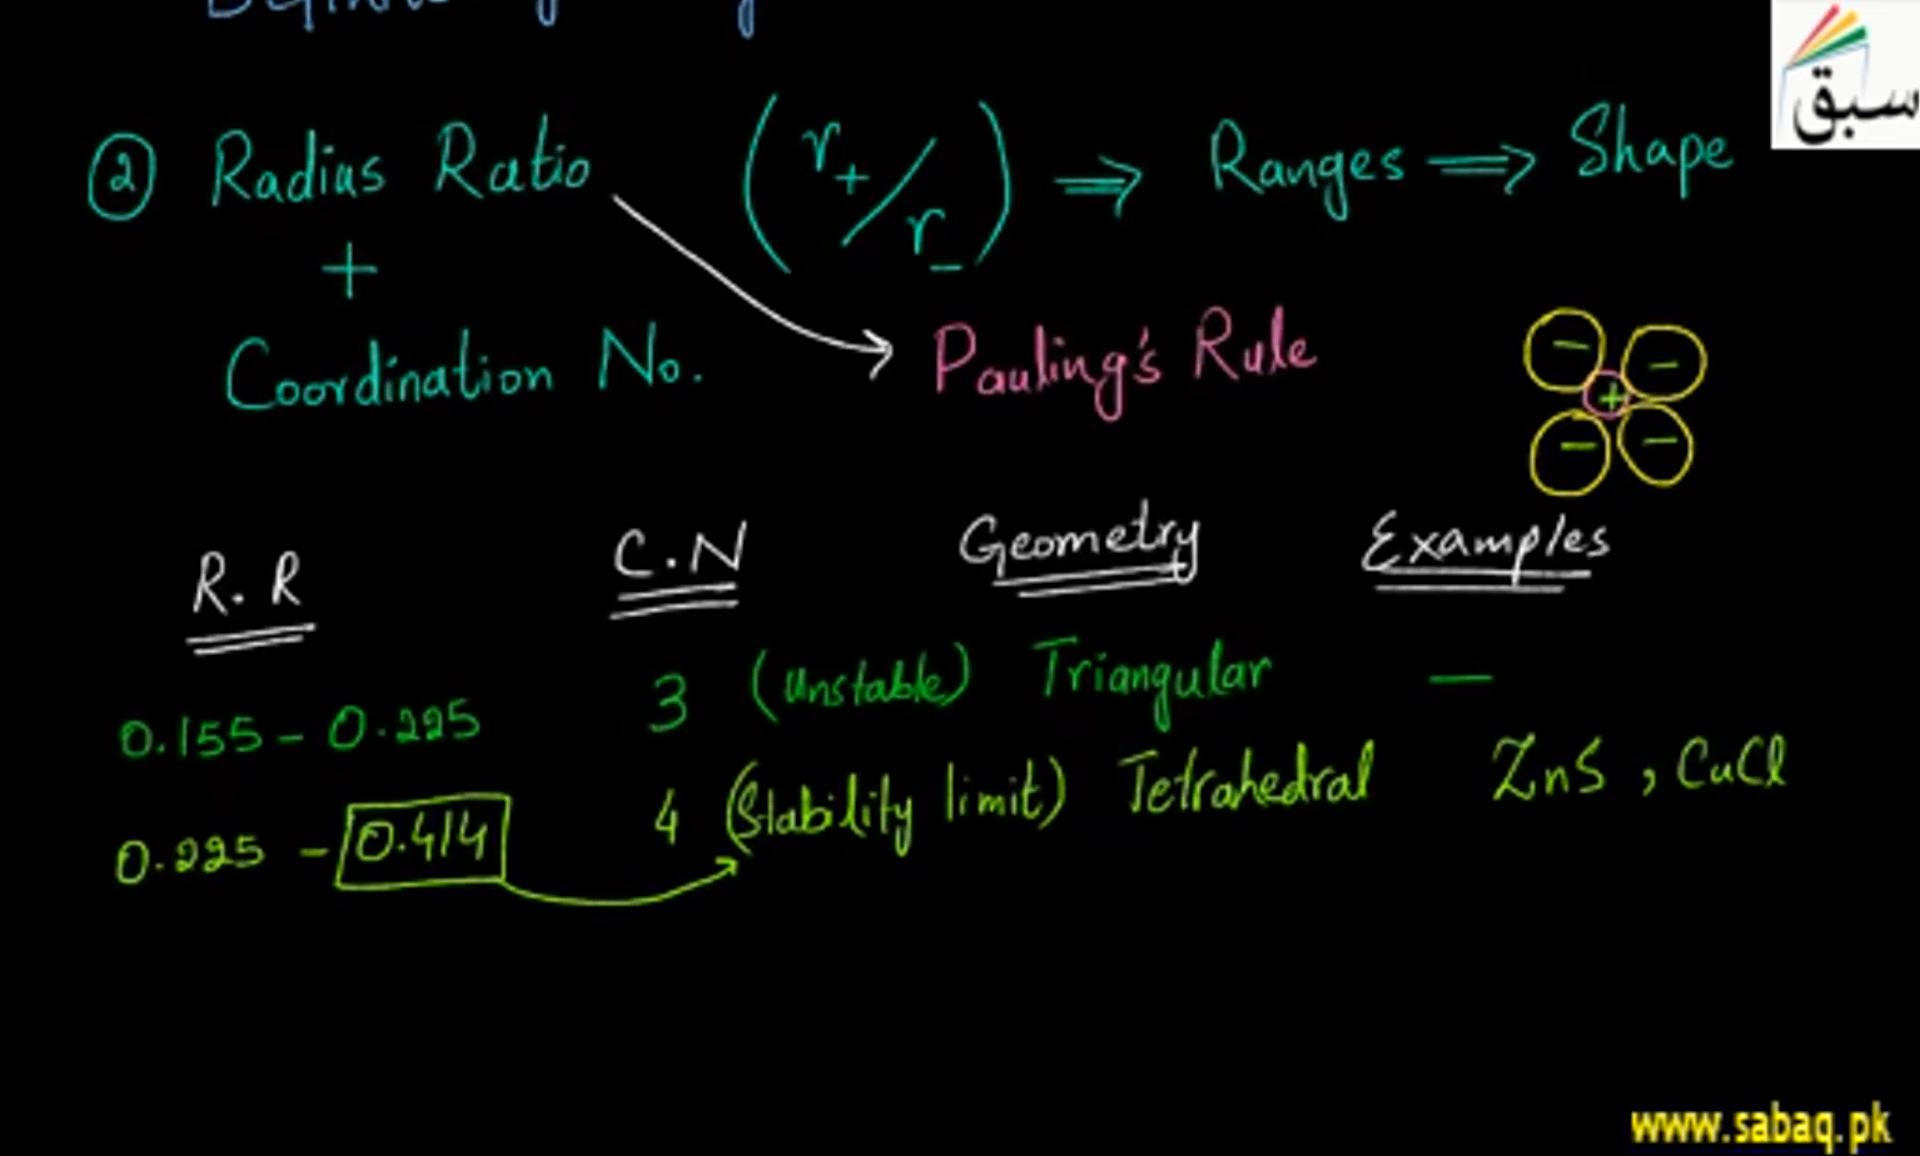 سبق
② Radius Ratio (r+/r−) ⇒ Ranges ⇒ Shape
+
Coordination No. → Pauling's Rule
− −
+
− −
R.R C.N Geometry Examples
0.155 - 0.225 3 (Unstable) Triangular —
0.225 - 0.414 4 (Stability limit) Tetrahedral ZnS, CuCl
www.sabaq.pk